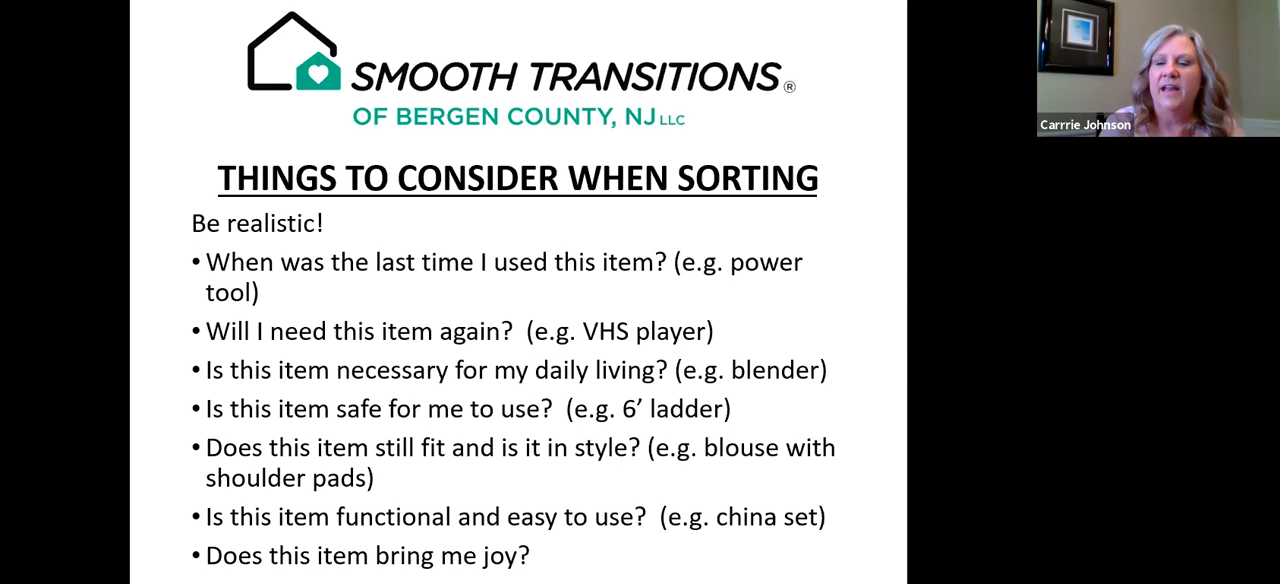 SMOOTH TRANSITIONS®
OF BERGEN COUNTY, NJ LLC
THINGS TO CONSIDER WHEN SORTING
Be realistic!
• When was the last time I used this item? (e.g. power
tool)
• Will I need this item again?  (e.g. VHS player)
• Is this item necessary for my daily living? (e.g. blender)
• Is this item safe for me to use?  (e.g. 6’ ladder)
• Does this item still fit and is it in style? (e.g. blouse with
shoulder pads)
• Is this item functional and easy to use?  (e.g. china set)
• Does this item bring me joy?
Carrrie Johnson